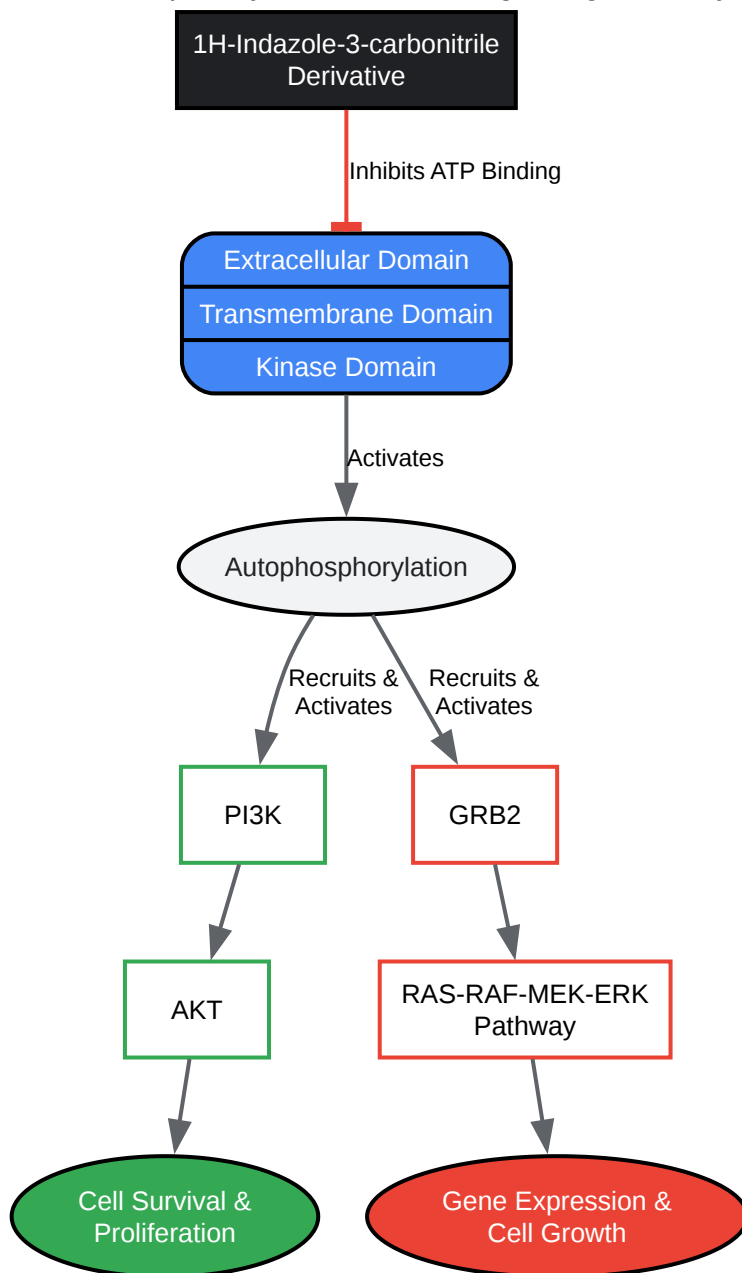 1H-Indazole-3-carbonitrile
Derivative
Inhibits ATP Binding
Extracellular Domain
Transmembrane Domain
Kinase Domain
Activates
Autophosphorylation
Recruits &
Activates
Recruits &
Activates
PI3K
GRB2
AKT
RAS-RAF-MEK-ERK
Pathway
Cell Survival &
Proliferation
Gene Expression &
Cell Growth